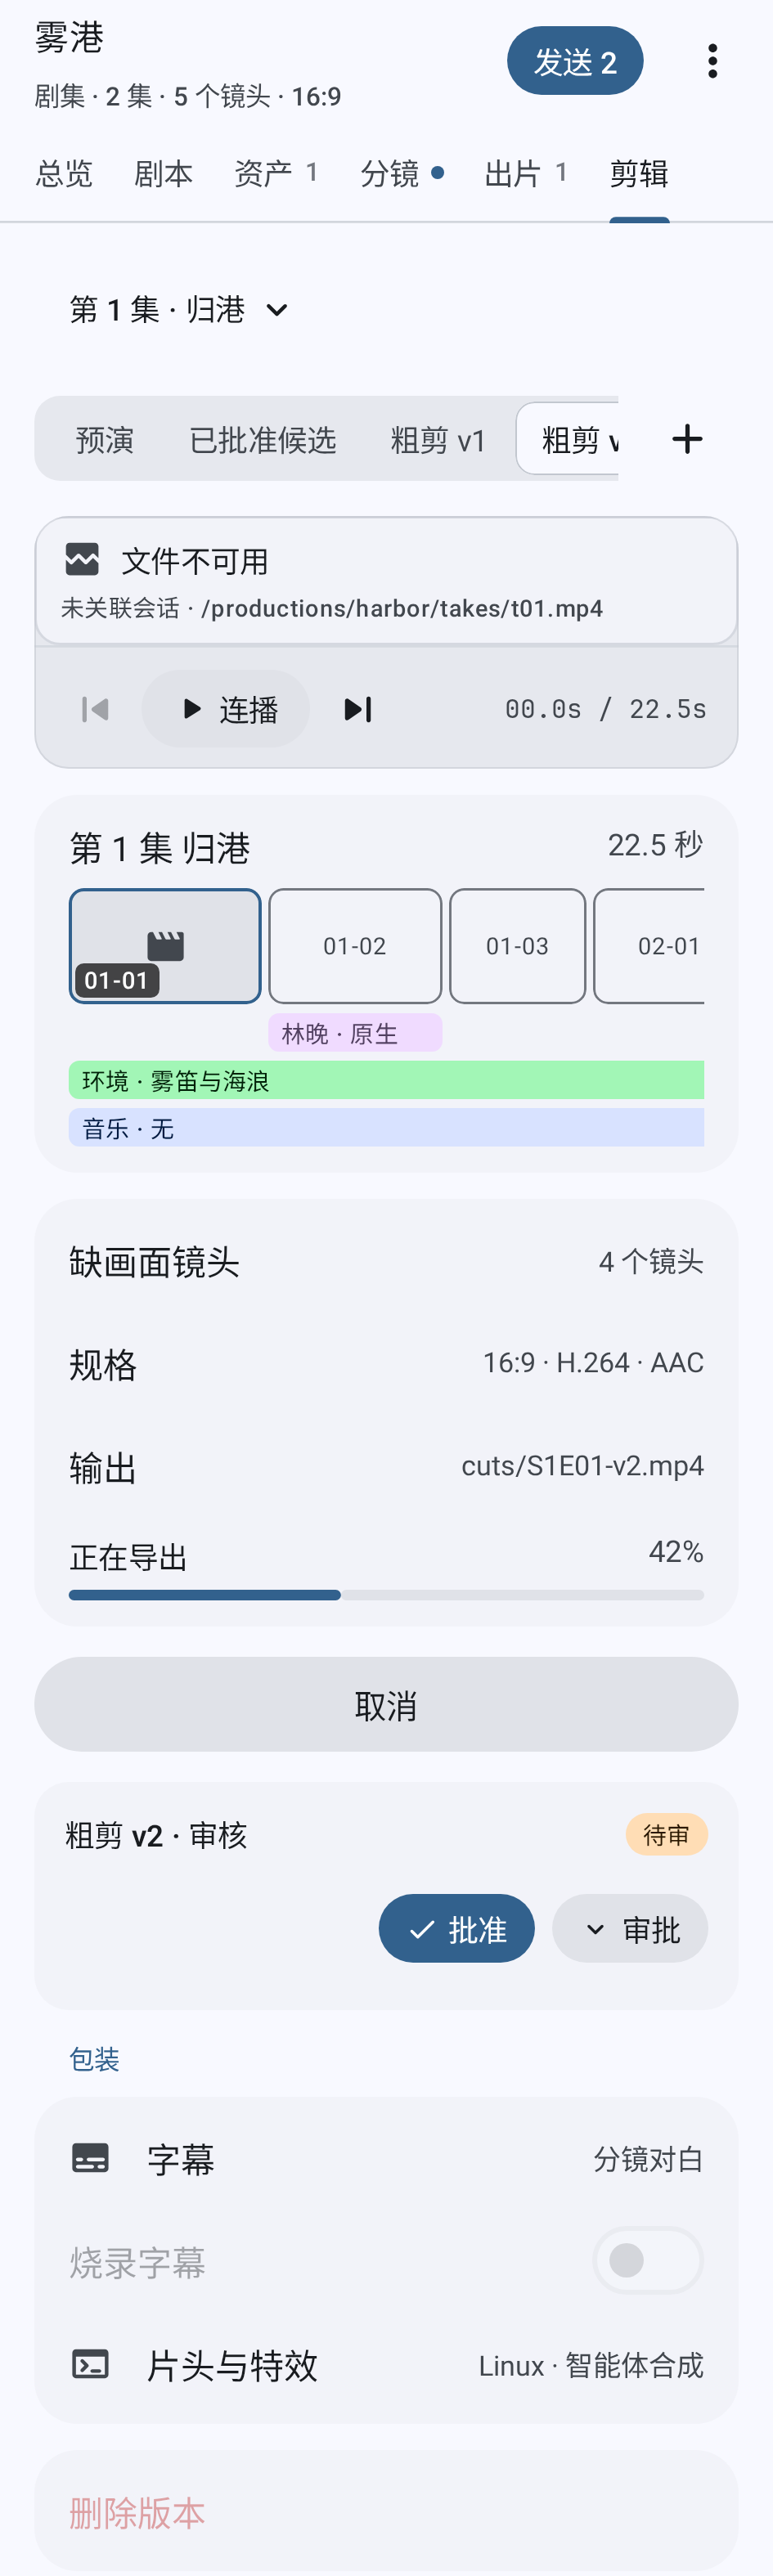 雾港
发送 2
剧集 · 2 集 · 5 个镜头 · 16:9
总览 剧本 资产 1 分镜 出片 1 剪辑
第 1 集 · 归港
预演 已批准候选 粗剪 v1 粗剪 v
文件不可用
未关联会话 · /productions/harbor/takes/t01.mp4
连播 00.0s / 22.5s
第 1 集 归港 22.5 秒
01-01 01-02 01-03 02-01
林晚 · 原生
环境 · 雾笛与海浪
音乐 · 无
缺画面镜头 4 个镜头
规格 16:9 · H.264 · AAC
输出 cuts/S1E01-v2.mp4
正在导出 42%
取消
粗剪 v2 · 审核 待审
批准 审批
包装
字幕 分镜对白
烧录字幕
片头与特效 Linux · 智能体合成
删除版本